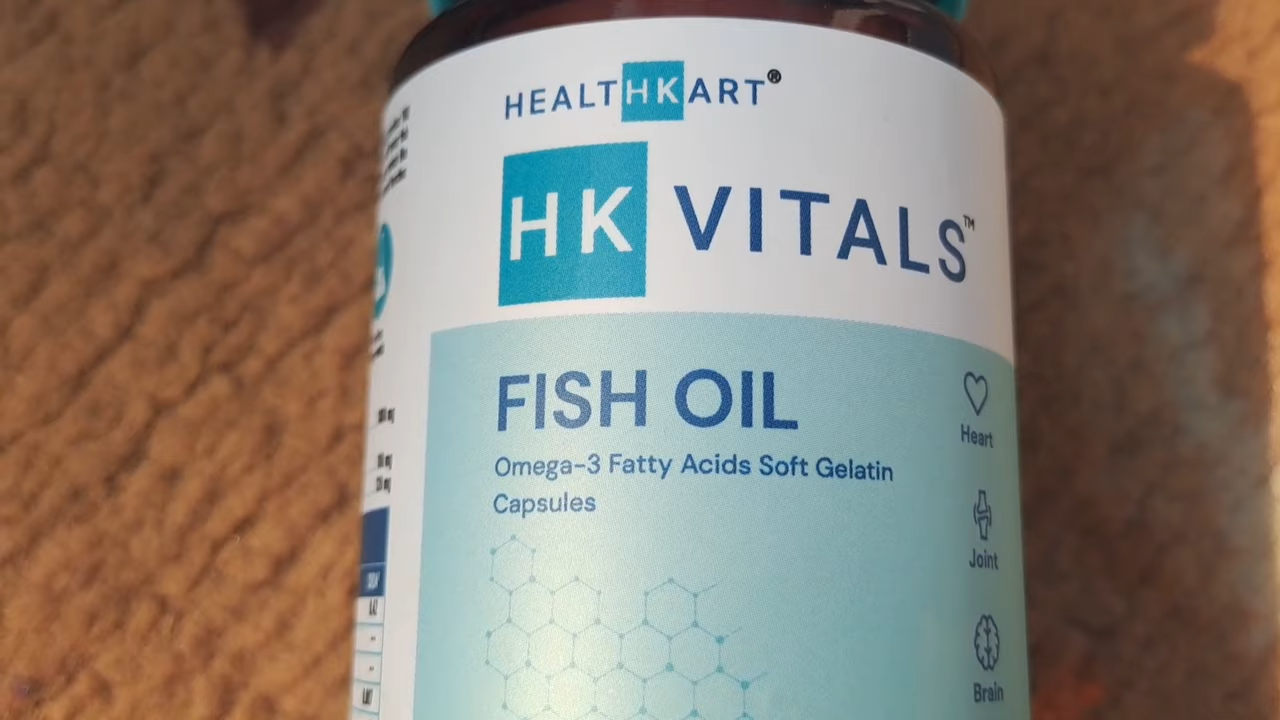 HEALTHKART®
HK VITALS™
FISH OIL
Omega-3 Fatty Acids Soft Gelatin
Capsules
Heart
Joint
Brain